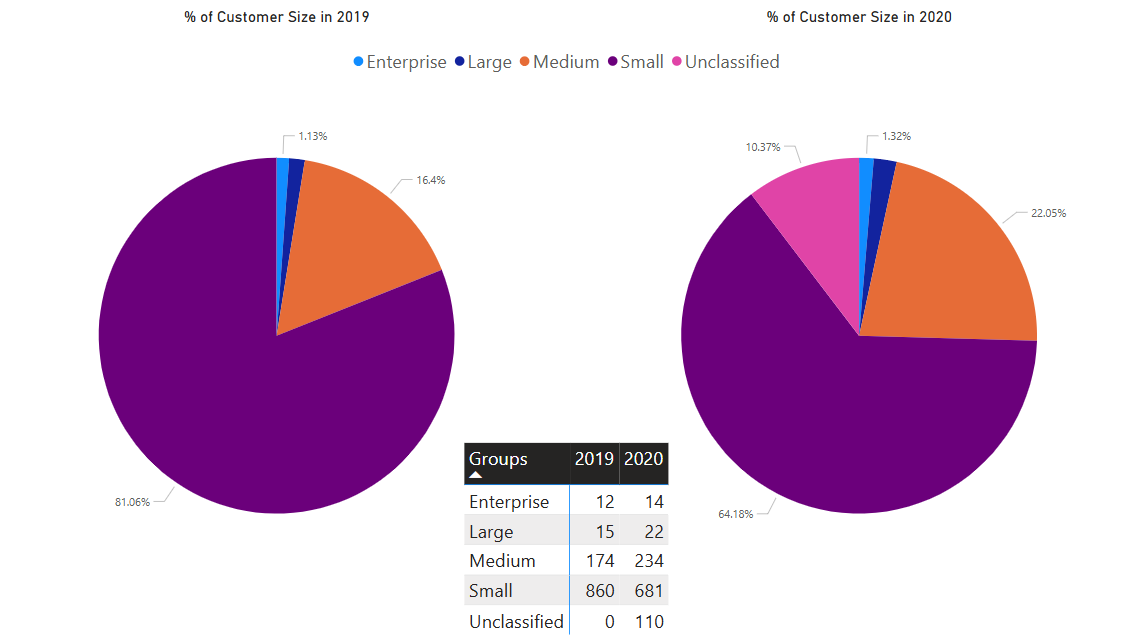 % of Customer Size in 2019
% of Customer Size in 2020
Enterprise Large Medium Small Unclassified
1.13%
16.4%
81.06%
1.32%
10.37%
22.05%
64.18%
Groups 2019 2020
Enterprise 12 14
Large 15 22
Medium 174 234
Small 860 681
Unclassified 0 110